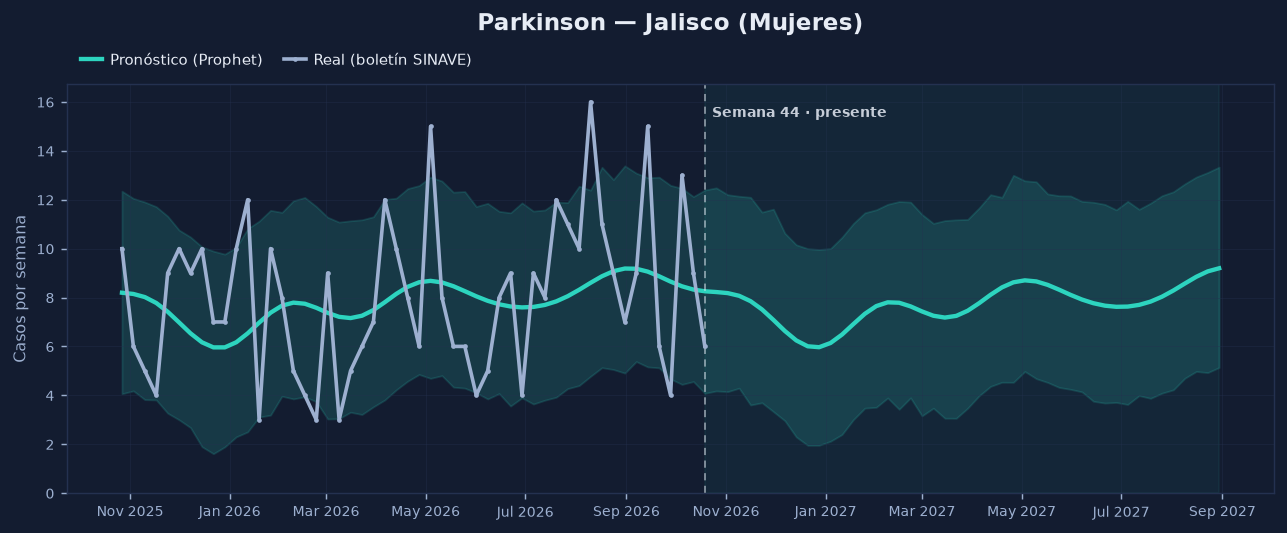 Parkinson — Jalisco (Mujeres)
Pronóstico (Prophet)
Real (boletín SINAVE)
Semana 44 · presente
Casos por semana
16
14
12
10
8
6
4
2
0
Nov 2025
Jan 2026
Mar 2026
May 2026
Jul 2026
Sep 2026
Nov 2026
Jan 2027
Mar 2027
May 2027
Jul 2027
Sep 2027